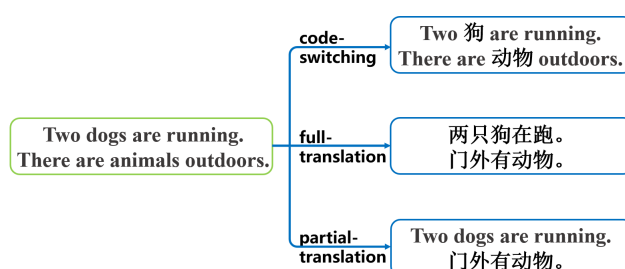 Two dogs are running.
There are animals outdoors.
code-
switching
Two 狗 are running.
There are 动物 outdoors.
full-
translation
两只狗在跑。
门外有动物。
partial-
translation
Two dogs are running.
门外有动物。